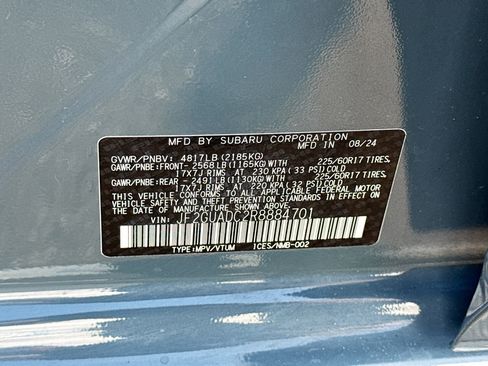 MFD. BY SUBARU CORPORATION IN 08/24
GVWR/PNBV: 4817LB (2185KG)
GAWR/PNBE:FRONT- 2568LB (1165KG)WITH 225/60R17 TIRES,
17X7J RIMS, AT 230 KPA (33 PSI)COLD
GAWR/PNBE:REAR - 2491LB (1130KG)WITH 225/60R17 TIRES,
17X7J RIMS, AT 220 KPA (32 PSI)COLD
THIS VEHICLE CONFORMS TO ALL APPLICABLE FEDERAL MOTOR
VEHICLE SAFETY, BUMPER, AND THEFT PREVENTION STANDARDS IN EFFECT
ON THE DATE OF MANUFACTURE SHOWN ABOVE.
VIN: JF2GUADC2R8884701
TYPE:MPV/VTUM ICES/NMB-002